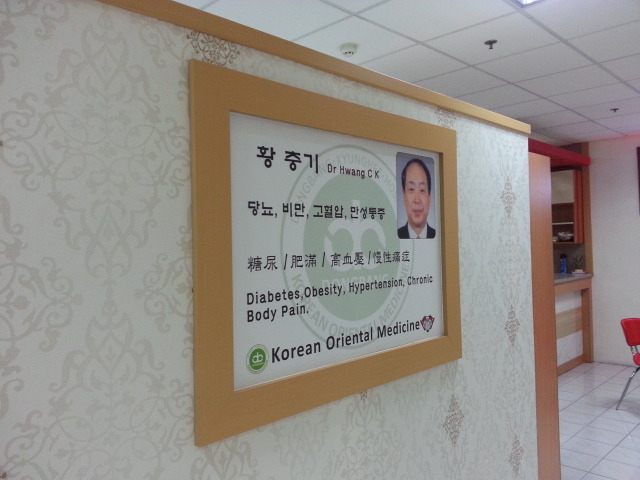 황 충기 Dr Hwang C K
당뇨, 비만, 고혈압, 만성통증
糖尿 / 肥滿 / 高血壓 / 慢性痛症
Diabetes,Obesity, Hypertension, Chronic
Body Pain.
Korean Oriental Medicine